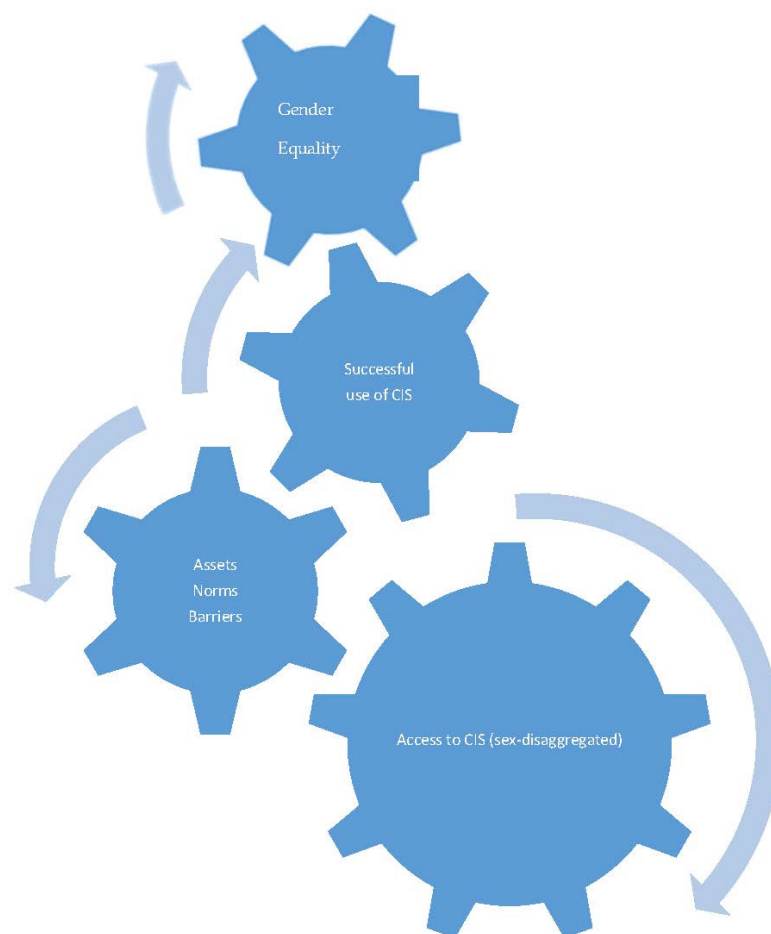 Gender
Equality
Successful
use of CIS
Assets
Norms
Barriers
Access to CIS (sex-disaggregated)